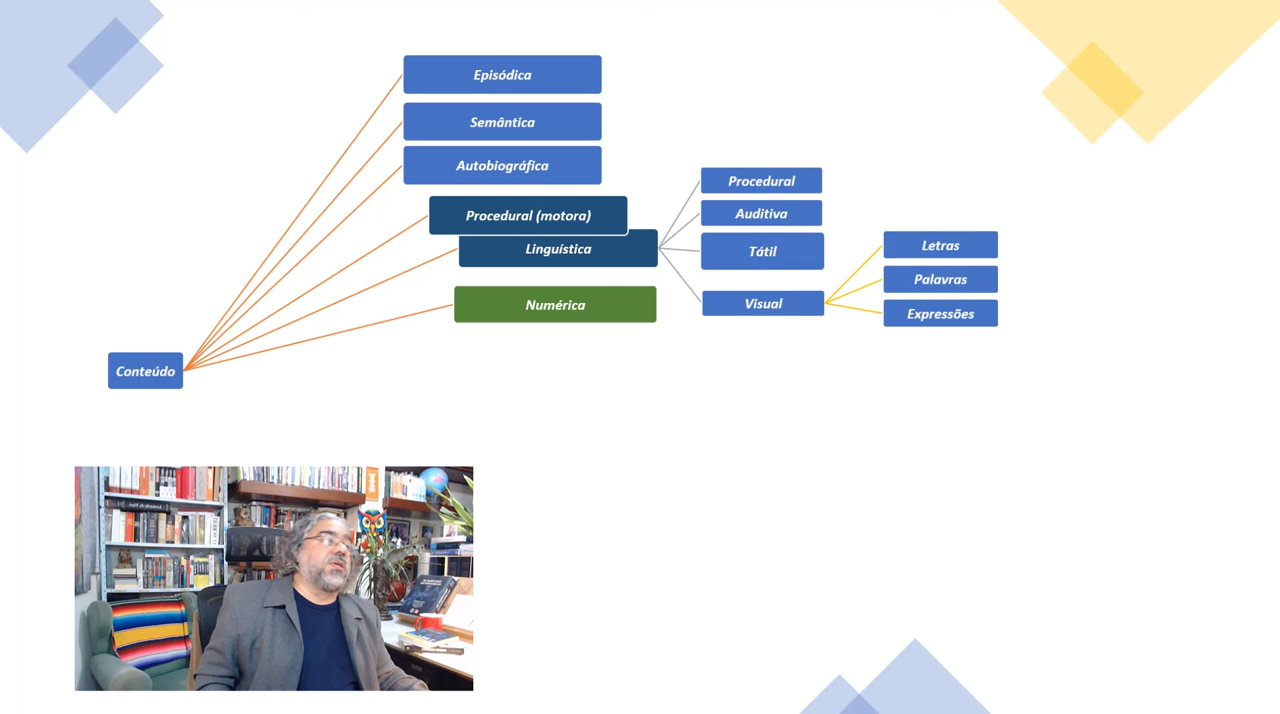 Episódica
Semântica
Autobiográfica
Procedural (motora)
Linguística
Numérica
Procedural
Auditiva
Tátil
Visual
Letras
Palavras
Expressões
Conteúdo